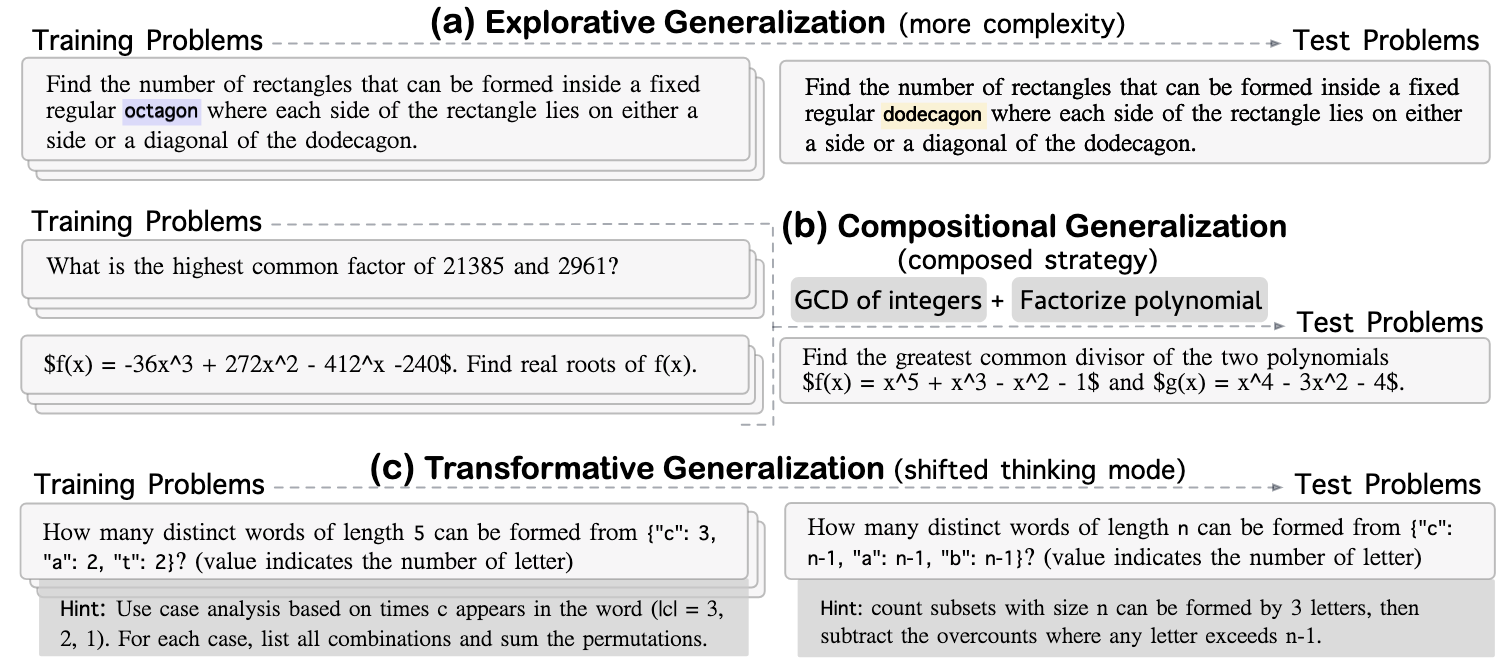 (a) Explorative Generalization (more complexity)
Training Problems
Test Problems
Find the number of rectangles that can be formed inside a fixed
regular octagon where each side of the rectangle lies on either a
side or a diagonal of the dodecagon.
Find the number of rectangles that can be formed inside a fixed
regular dodecagon where each side of the rectangle lies on either
a side or a diagonal of the dodecagon.
Training Problems
What is the highest common factor of 21385 and 2961?
$f(x) = -36x^3 + 272x^2 - 412^x -240$. Find real roots of f(x).
(b) Compositional Generalization
(composed strategy)
GCD of integers + Factorize polynomial
Test Problems
Find the greatest common divisor of the two polynomials
$f(x) = x^5 + x^3 - x^2 - 1$ and $g(x) = x^4 - 3x^2 - 4$.
(c) Transformative Generalization (shifted thinking mode)
Training Problems
Test Problems
How many distinct words of length 5 can be formed from {"c": 3,
"a": 2, "t": 2}? (value indicates the number of letter)
Hint: Use case analysis based on times c appears in the word (|c| = 3,
2, 1). For each case, list all combinations and sum the permutations.
How many distinct words of length n can be formed from {"c":
n-1, "a": n-1, "b": n-1}? (value indicates the number of letter)
Hint: count subsets with size n can be formed by 3 letters, then
subtract the overcounts where any letter exceeds n-1.